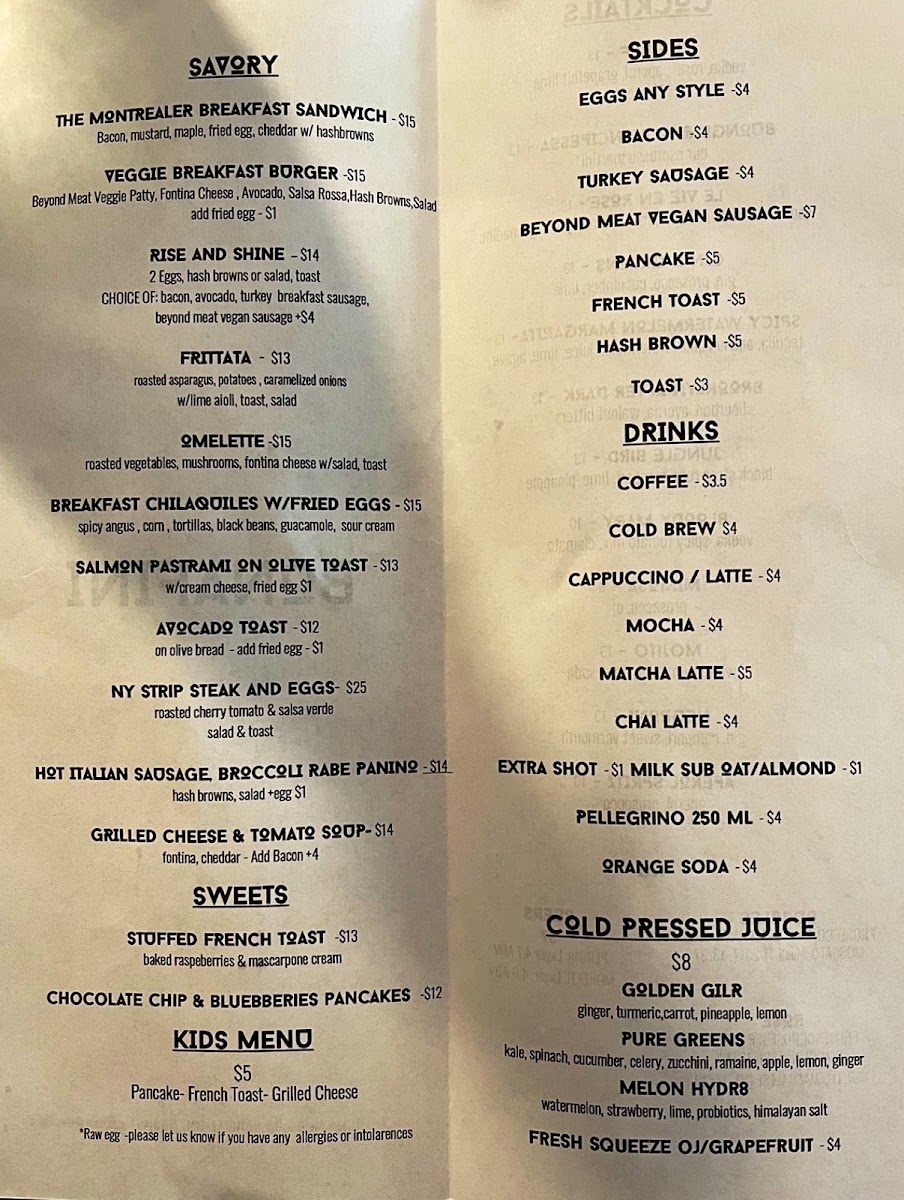 SAVORY
THE MONTREALER BREAKFAST SANDWICH - $15
Bacon, mustard, maple, fried egg, cheddar w/ hashbrowns
VEGGIE BREAKFAST BURGER -$15
Beyond Meat Veggie Patty, Fontina Cheese , Avocado, Salsa Rossa,Hash Browns,Salad
add fried egg - $1
RISE AND SHINE - $14
2 Eggs, hash browns or salad, toast
CHOICE OF: bacon, avocado, turkey breakfast sausage,
beyond meat vegan sausage +$4
FRITTATA - $13
roasted asparagus, potatoes , caramelized onions
w/lime aioli, toast, salad
OMELETTE -$15
roasted vegetables, mushrooms, fontina cheese w/salad, toast
BREAKFAST CHILAQUILES W/FRIED EGGS - $15
spicy angus , corn , tortillas, black beans, guacamole, sour cream
SALMON PASTRAMI ON OLIVE TOAST - $13
w/cream cheese, fried egg $1
AVOCADO TOAST - $12
on olive bread - add fried egg - $1
NY STRIP STEAK AND EGGS- $25
roasted cherry tomato & salsa verde
salad & toast
HOT ITALIAN SAUSAGE, BROCCOLI RABE PANINO - $14
hash browns, salad +egg $1
GRILLED CHEESE & TOMATO SOUP- $14
fontina, cheddar - Add Bacon +4
SWEETS
STUFFED FRENCH TOAST -$13
baked raspeberries & mascarpone cream
CHOCOLATE CHIP & BLUEBBERIES PANCAKES -$12
KIDS MENU
$5
Pancake- French Toast- Grilled Cheese
*Raw egg -please let us know if you have any allergies or intolarences
SIDES
EGGS ANY STYLE -$4
BACON -$4
TURKEY SAUSAGE -$4
BEYOND MEAT VEGAN SAUSAGE -$7
PANCAKE -$5
FRENCH TOAST -$5
HASH BROWN -$5
TOAST -$3
DRINKS
COFFEE -$3.5
COLD BREW $4
CAPPUCCINO / LATTE -$4
MOCHA -$4
MATCHA LATTE -$5
CHAI LATTE -$4
EXTRA SHOT -$1 MILK SUB OAT/ALMOND -$1
PELLEGRINO 250 ML -$4
ORANGE SODA -$4
COLD PRESSED JUICE
$8
GOLDEN GILR
ginger, turmeric,carrot, pineapple, lemon
PURE GREENS
kale, spinach, cucumber, celery, zucchini, ramaine, apple, lemon, ginger
MELON HYDR8
watermelon, strawberry, lime, probiotics, himalayan salt
FRESH SQUEEZE OJ/GRAPEFRUIT -$4